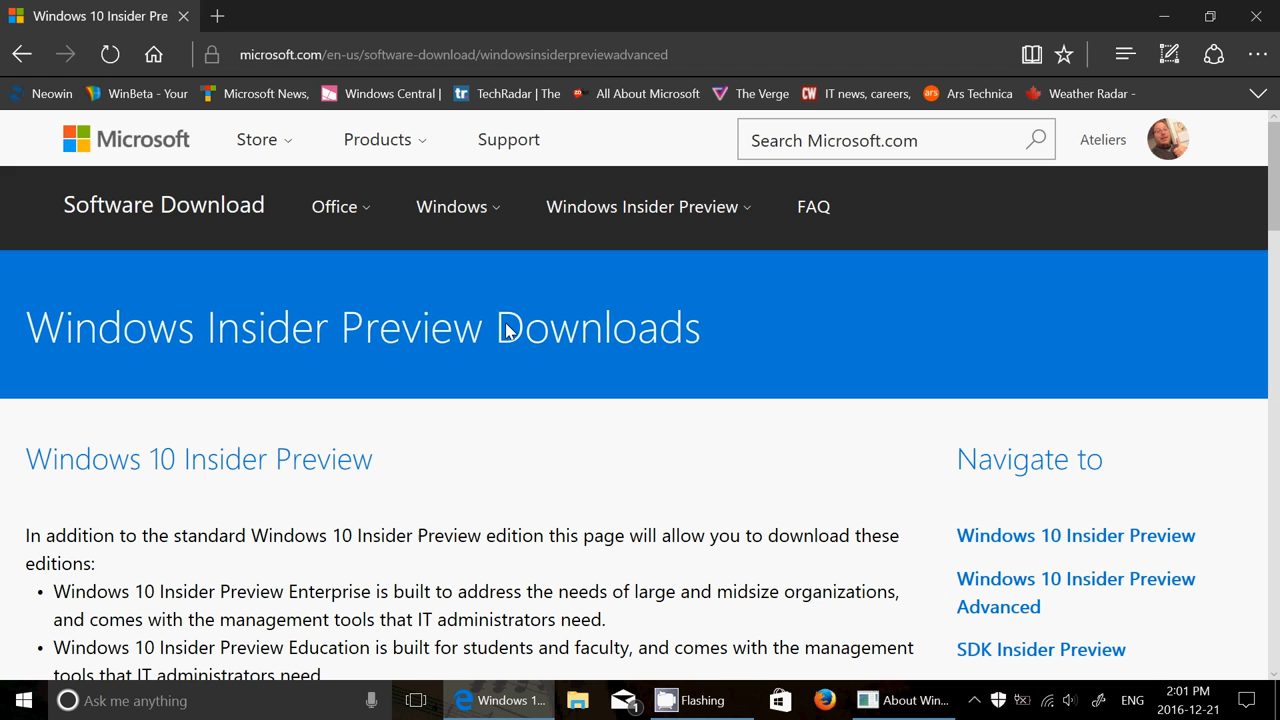 Windows 10 Insider Pre
microsoft.com/en-us/software-download/windowsinsiderpreviewadvanced
Neowin WinBeta - Your Microsoft News, Windows Central | TechRadar | The All About Microsoft The Verge IT news, careers, Ars Technica Weather Radar -
Microsoft Store Products Support Search Microsoft.com Ateliers
Software Download Office Windows Windows Insider Preview FAQ
Windows Insider Preview Downloads
Windows 10 Insider Preview
In addition to the standard Windows 10 Insider Preview edition this page will allow you to download these
editions:
• Windows 10 Insider Preview Enterprise is built to address the needs of large and midsize organizations,
and comes with the management tools that IT administrators need.
• Windows 10 Insider Preview Education is built for students and faculty, and comes with the management
tools that IT administrators need
Navigate to
Windows 10 Insider Preview
Windows 10 Insider Preview
Advanced
SDK Insider Preview
Ask me anything Windows 1... 1 Flashing About Win... ENG 2:01 PM
2016-12-21